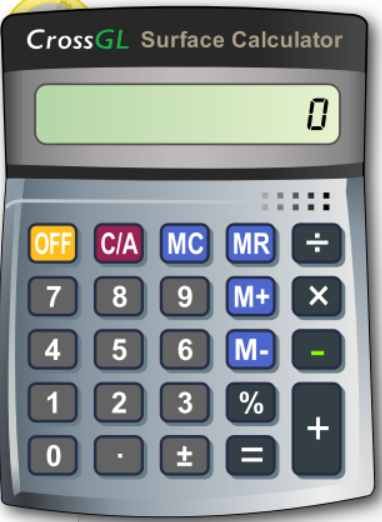 CrossGL Surface Calculator
0
OFF C/A MC MR ÷
7 8 9 M+ ×
4 5 6 M- -
1 2 3 % +
0 . ± =